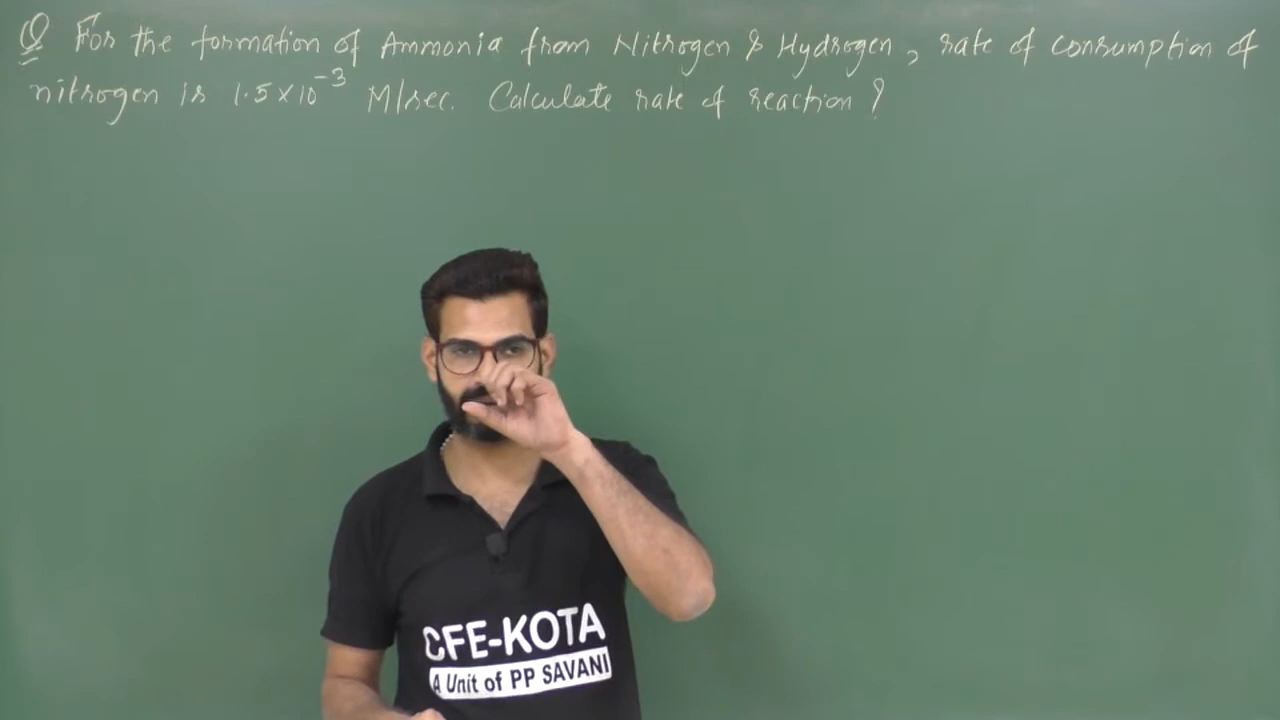 Q For the formation of Ammonia from Nitrogen & Hydrogen, rate of consumption of
nitrogen is 1.5×10⁻³ M/sec. Calculate rate of reaction ?
CFE-KOTA
A Unit of PP SAVANI